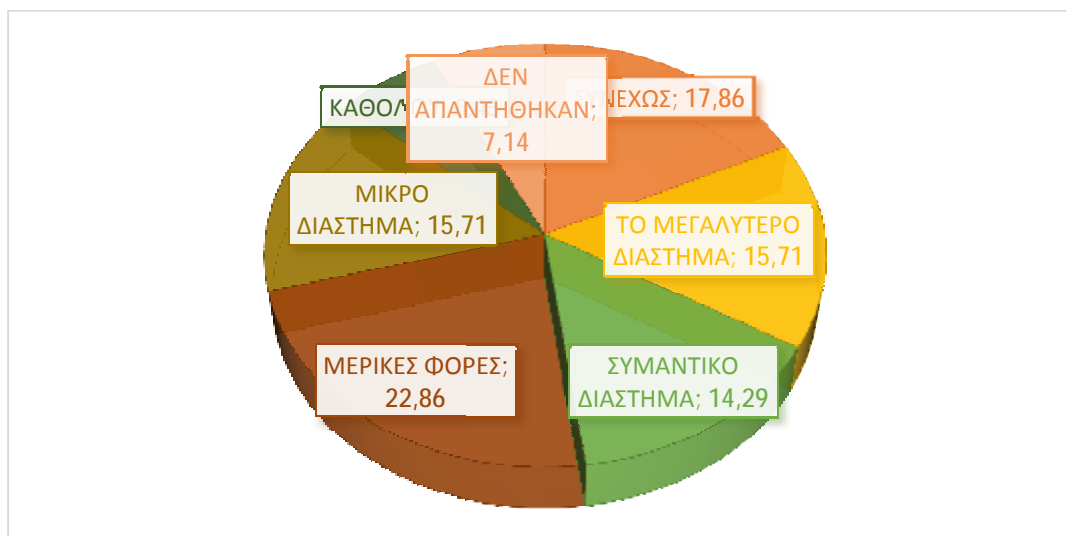 ΔΕΝ
ΑΠΑΝΤΗΘΗΚΑΝ;
7,14
ΣΥΝΕΧΩΣ; 17,86
ΜΙΚΡΟ
ΔΙΑΣΤΗΜΑ; 15,71
ΤΟ ΜΕΓΑΛΥΤΕΡΟ
ΔΙΑΣΤΗΜΑ; 15,71
ΜΕΡΙΚΕΣ ΦΟΡΕΣ;
22,86
ΣΥΜΑΝΤΙΚΟ
ΔΙΑΣΤΗΜΑ; 14,29